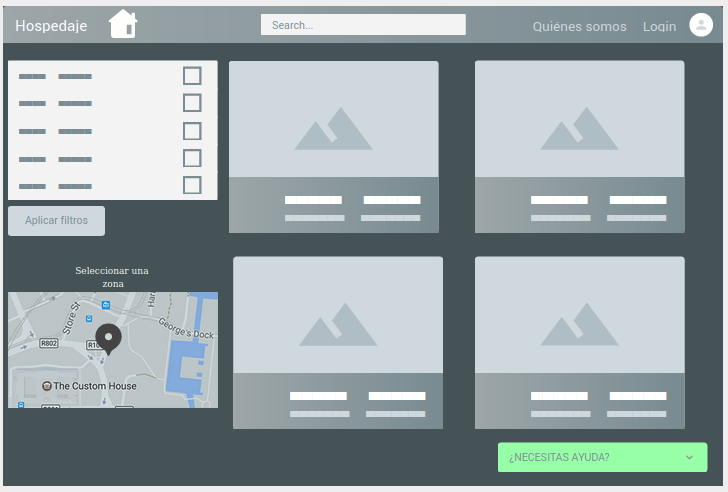 Hospedaje
Search...
Quiénes somos
Login
Aplicar filtros
Seleccionar una
zona
Store St
George's Dock
R802
The Custom House
¿NECESITAS AYUDA?